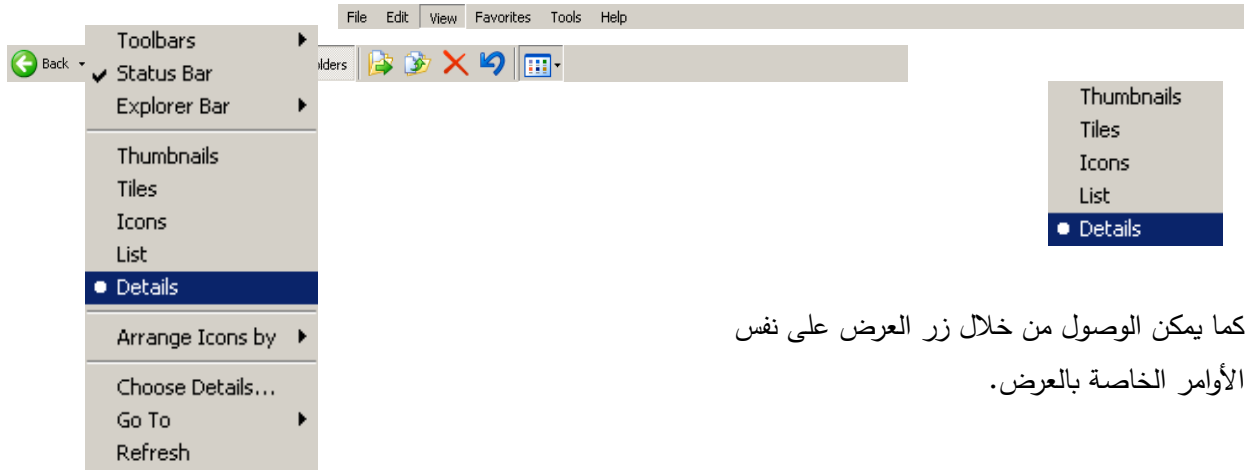 File Edit View Favorites Tools Help
Toolbars
Back
lders
Status Bar
Explorer Bar
Thumbnails
Tiles
Icons
List
Details
Arrange Icons by
Choose Details...
Go To
Refresh
Thumbnails
Tiles
Icons
List
Details
كما يمكن الوصول من خلال زر العرض على نفس
الأوامر الخاصة بالعرض.